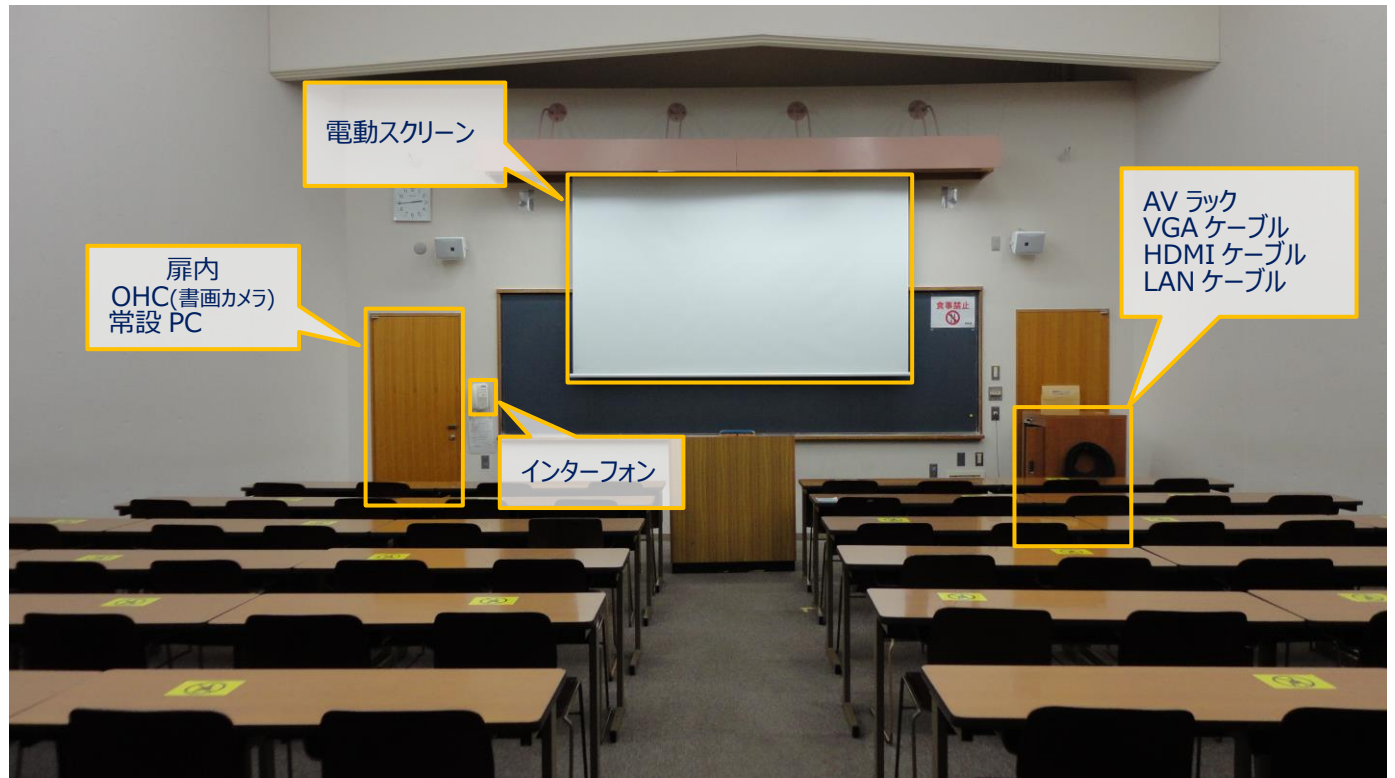 電動スクリーン
AV ラック
VGA ケーブル
HDMI ケーブル
LAN ケーブル
扉内
OHC(書画カメラ)
常設 PC
食事禁止
インターフォン